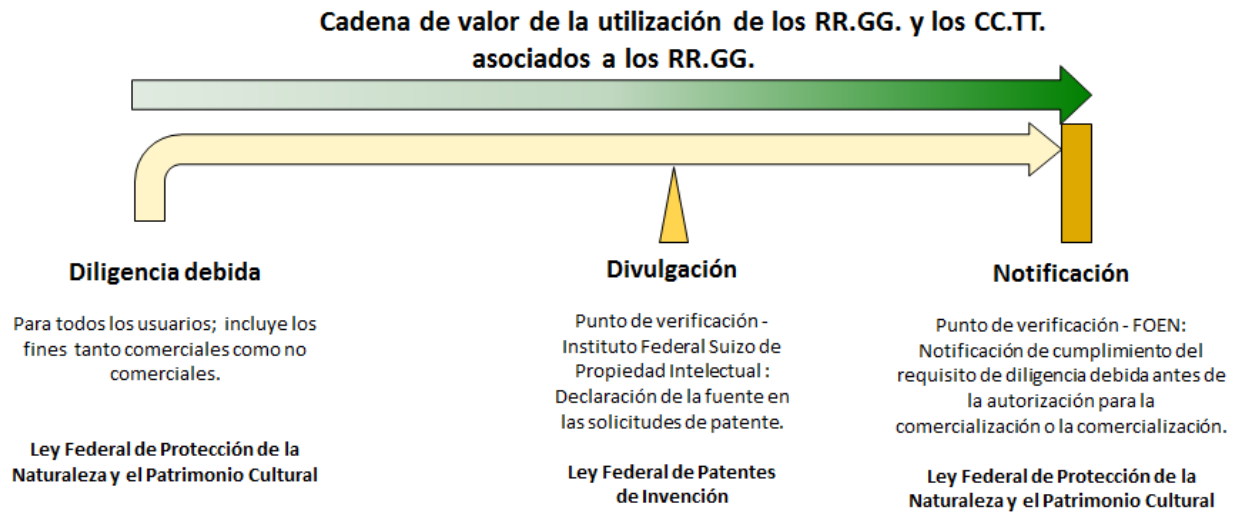 Cadena de valor de la utilización de los RR.GG. y los CC.TT.
asociados a los RR.GG.
Diligencia debida
Para todos los usuarios; incluye los
fines tanto comerciales como no
comerciales.
Ley Federal de Protección de la
Naturaleza y el Patrimonio Cultural
Divulgación
Punto de verificación -
Instituto Federal Suizo de
Propiedad Intelectual :
Declaración de la fuente en
las solicitudes de patente.
Ley Federal de Patentes
de Invención
Notificación
Punto de verificación - FOEN:
Notificación de cumplimiento del
requisito de diligencia debida antes de
la autorización para la
comercialización o la comercialización.
Ley Federal de Protección de la
Naturaleza y el Patrimonio Cultural